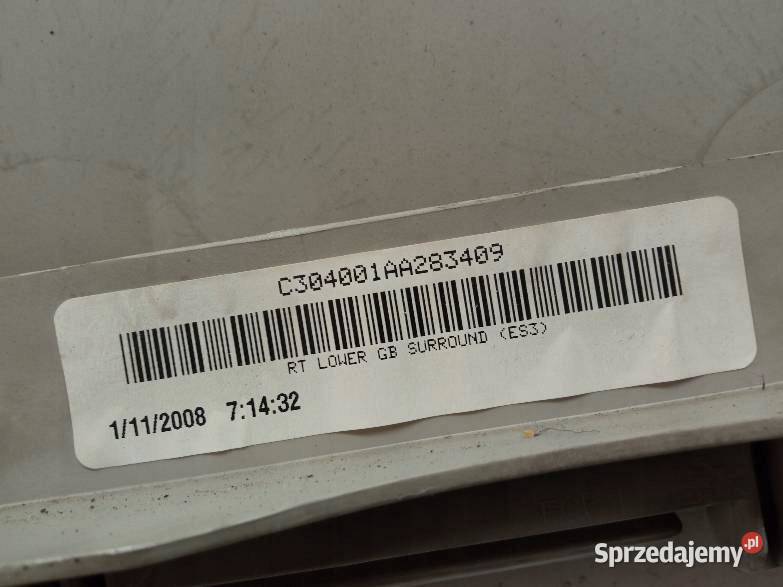 C304001AA283409
RT LOWER GB SURROUND (ES3)
1/11/2008 7:14:32
Sprzedajemy.pl